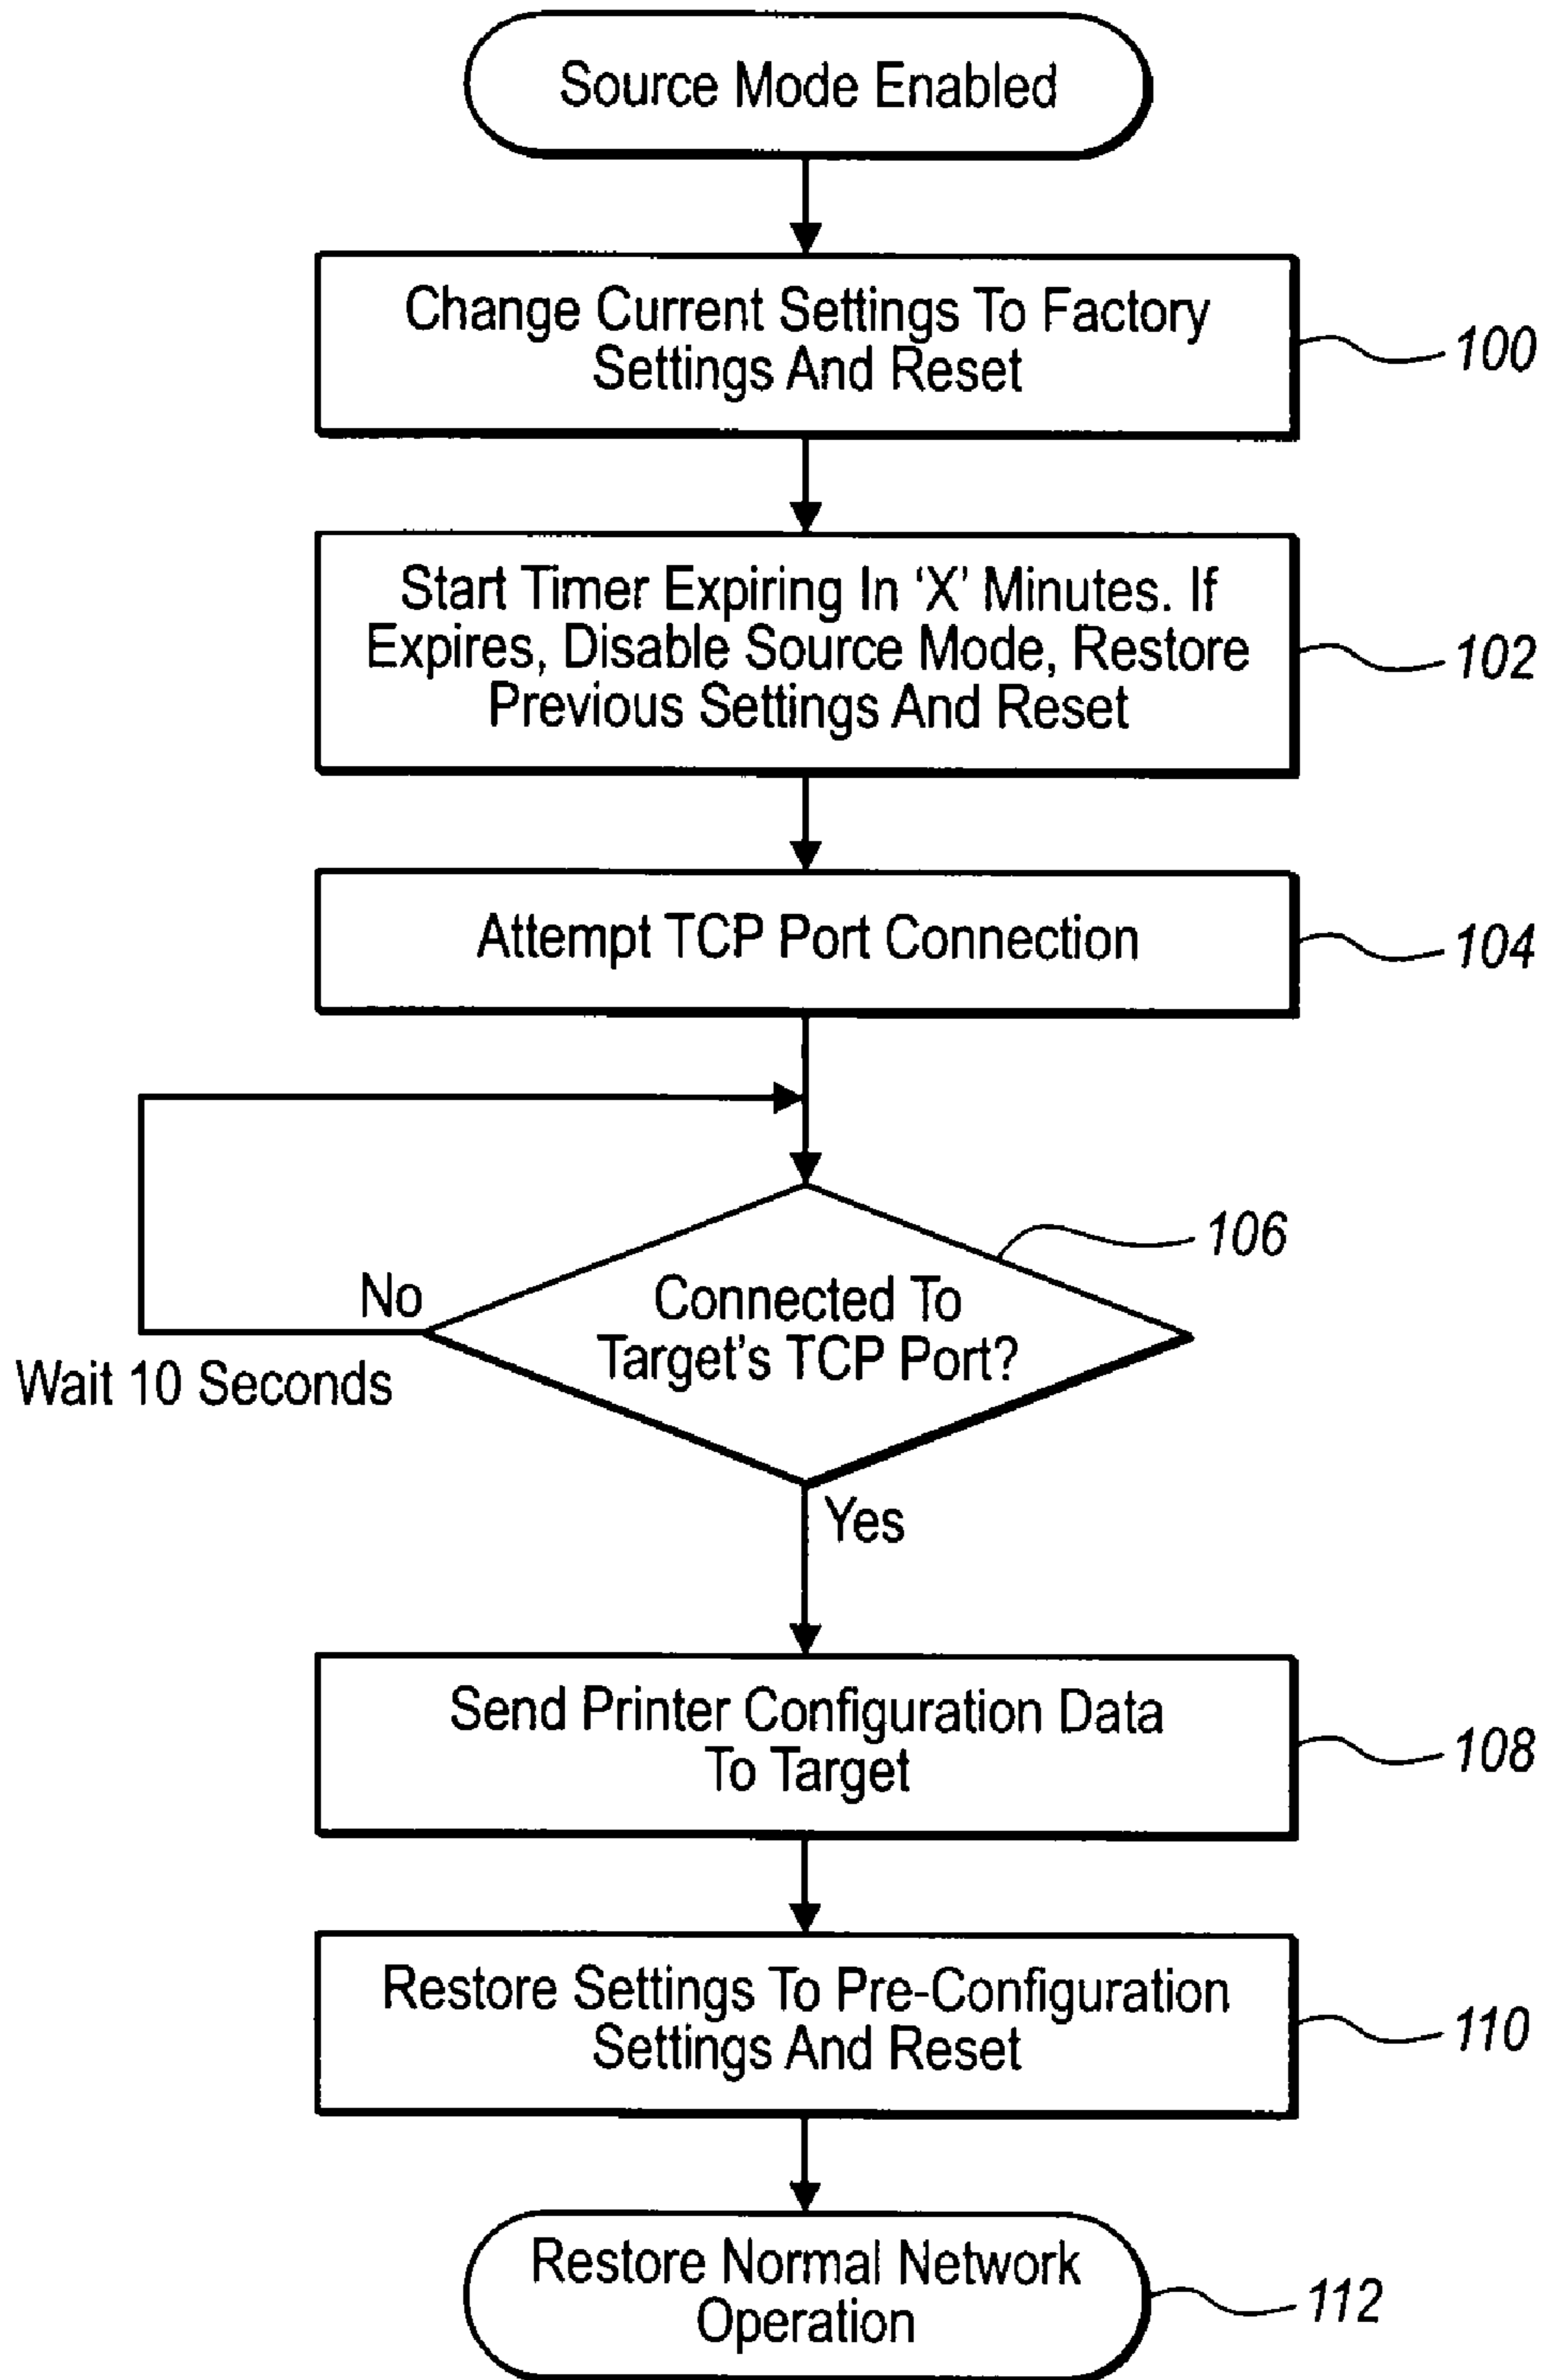 Source Mode Enabled
Change Current Settings To Factory
Settings And Reset
100
Start Timer Expiring In ‘X’ Minutes. If
Expires, Disable Source Mode, Restore
Previous Settings And Reset
102
Attempt TCP Port Connection
104
106
No
Connected To
Target’s TCP Port?
Wait 10 Seconds
Yes
Send Printer Configuration Data
To Target
108
Restore Settings To Pre-Configuration
Settings And Reset
110
Restore Normal Network
Operation
112